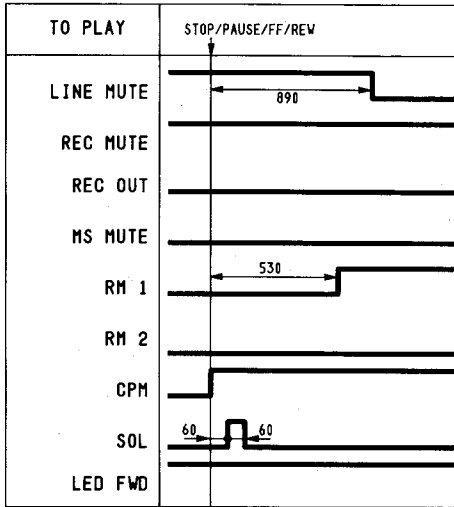 TO PLAY
STOP/PAUSE/FF/REW
LINE MUTE
890
REC MUTE
REC OUT
MS MUTE
530
RM 1
RM 2
CPM
60 60
SOL
LED FWD